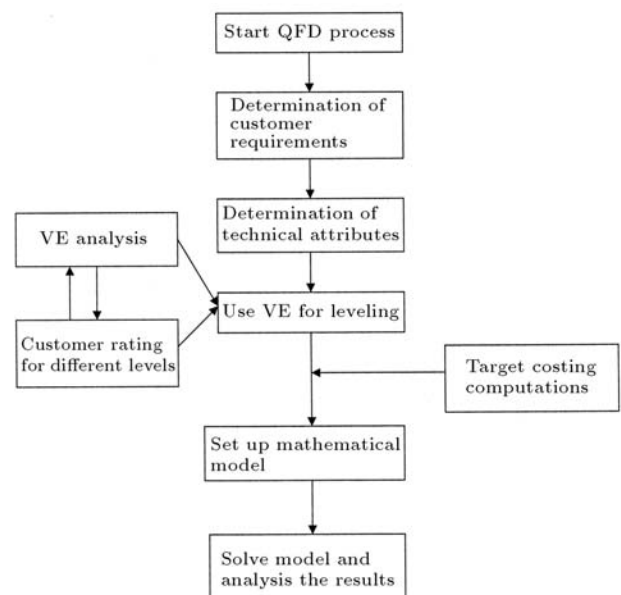 Start QFD process
Determination of
customer
requirements
Determination of
technical attributes
VE analysis
Use VE for leveling
Customer rating
for different levels
Target costing
computations
Set up mathematical
model
Solve model and
analysis the results